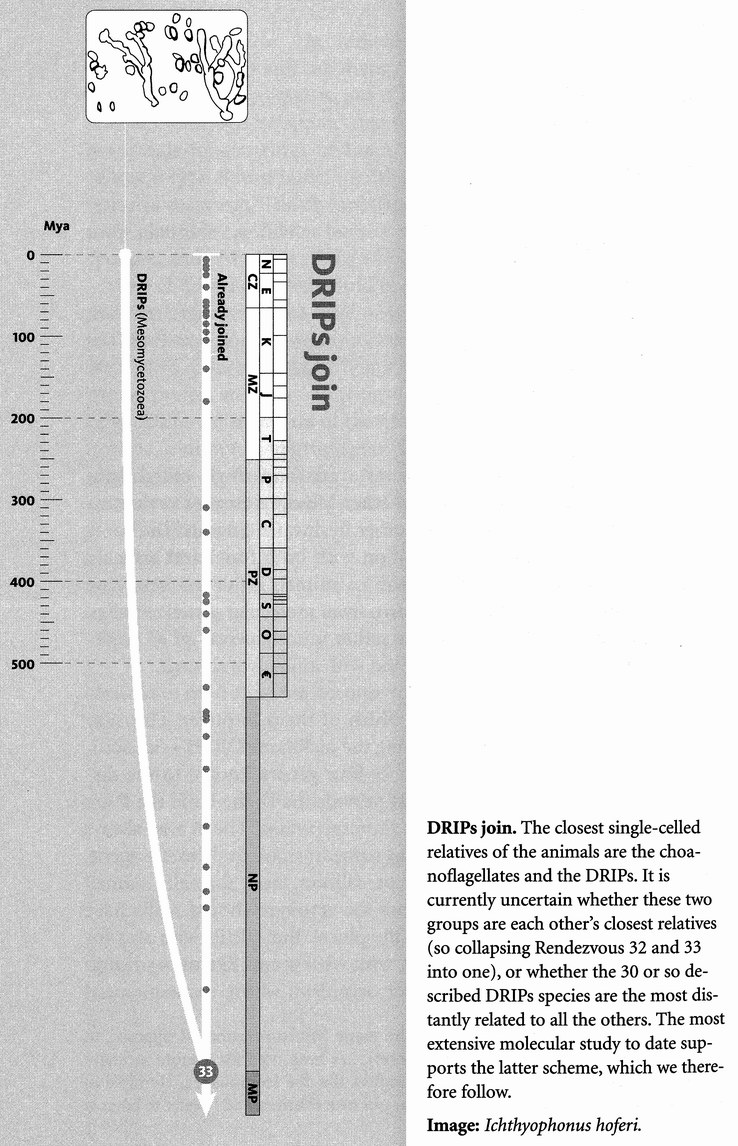 Mya
0
100
200
300
400
500
DRIPs (Mesomycetozoea)
Already joined
33
N
E
K
J
T
P
C
D
S
O
Є
CZ
MZ
PZ
NP
MP
DRIPs join
DRIPs join. The closest single-celled
relatives of the animals are the choa-
noflagellates and the DRIPs. It is
currently uncertain whether these two
groups are each other's closest relatives
(so collapsing Rendezvous 32 and 33
into one), or whether the 30 or so de-
scribed DRIPs species are the most dis-
tantly related to all the others. The most
extensive molecular study to date sup-
ports the latter scheme, which we there-
fore follow.
Image: Ichthyophonus hoferi.